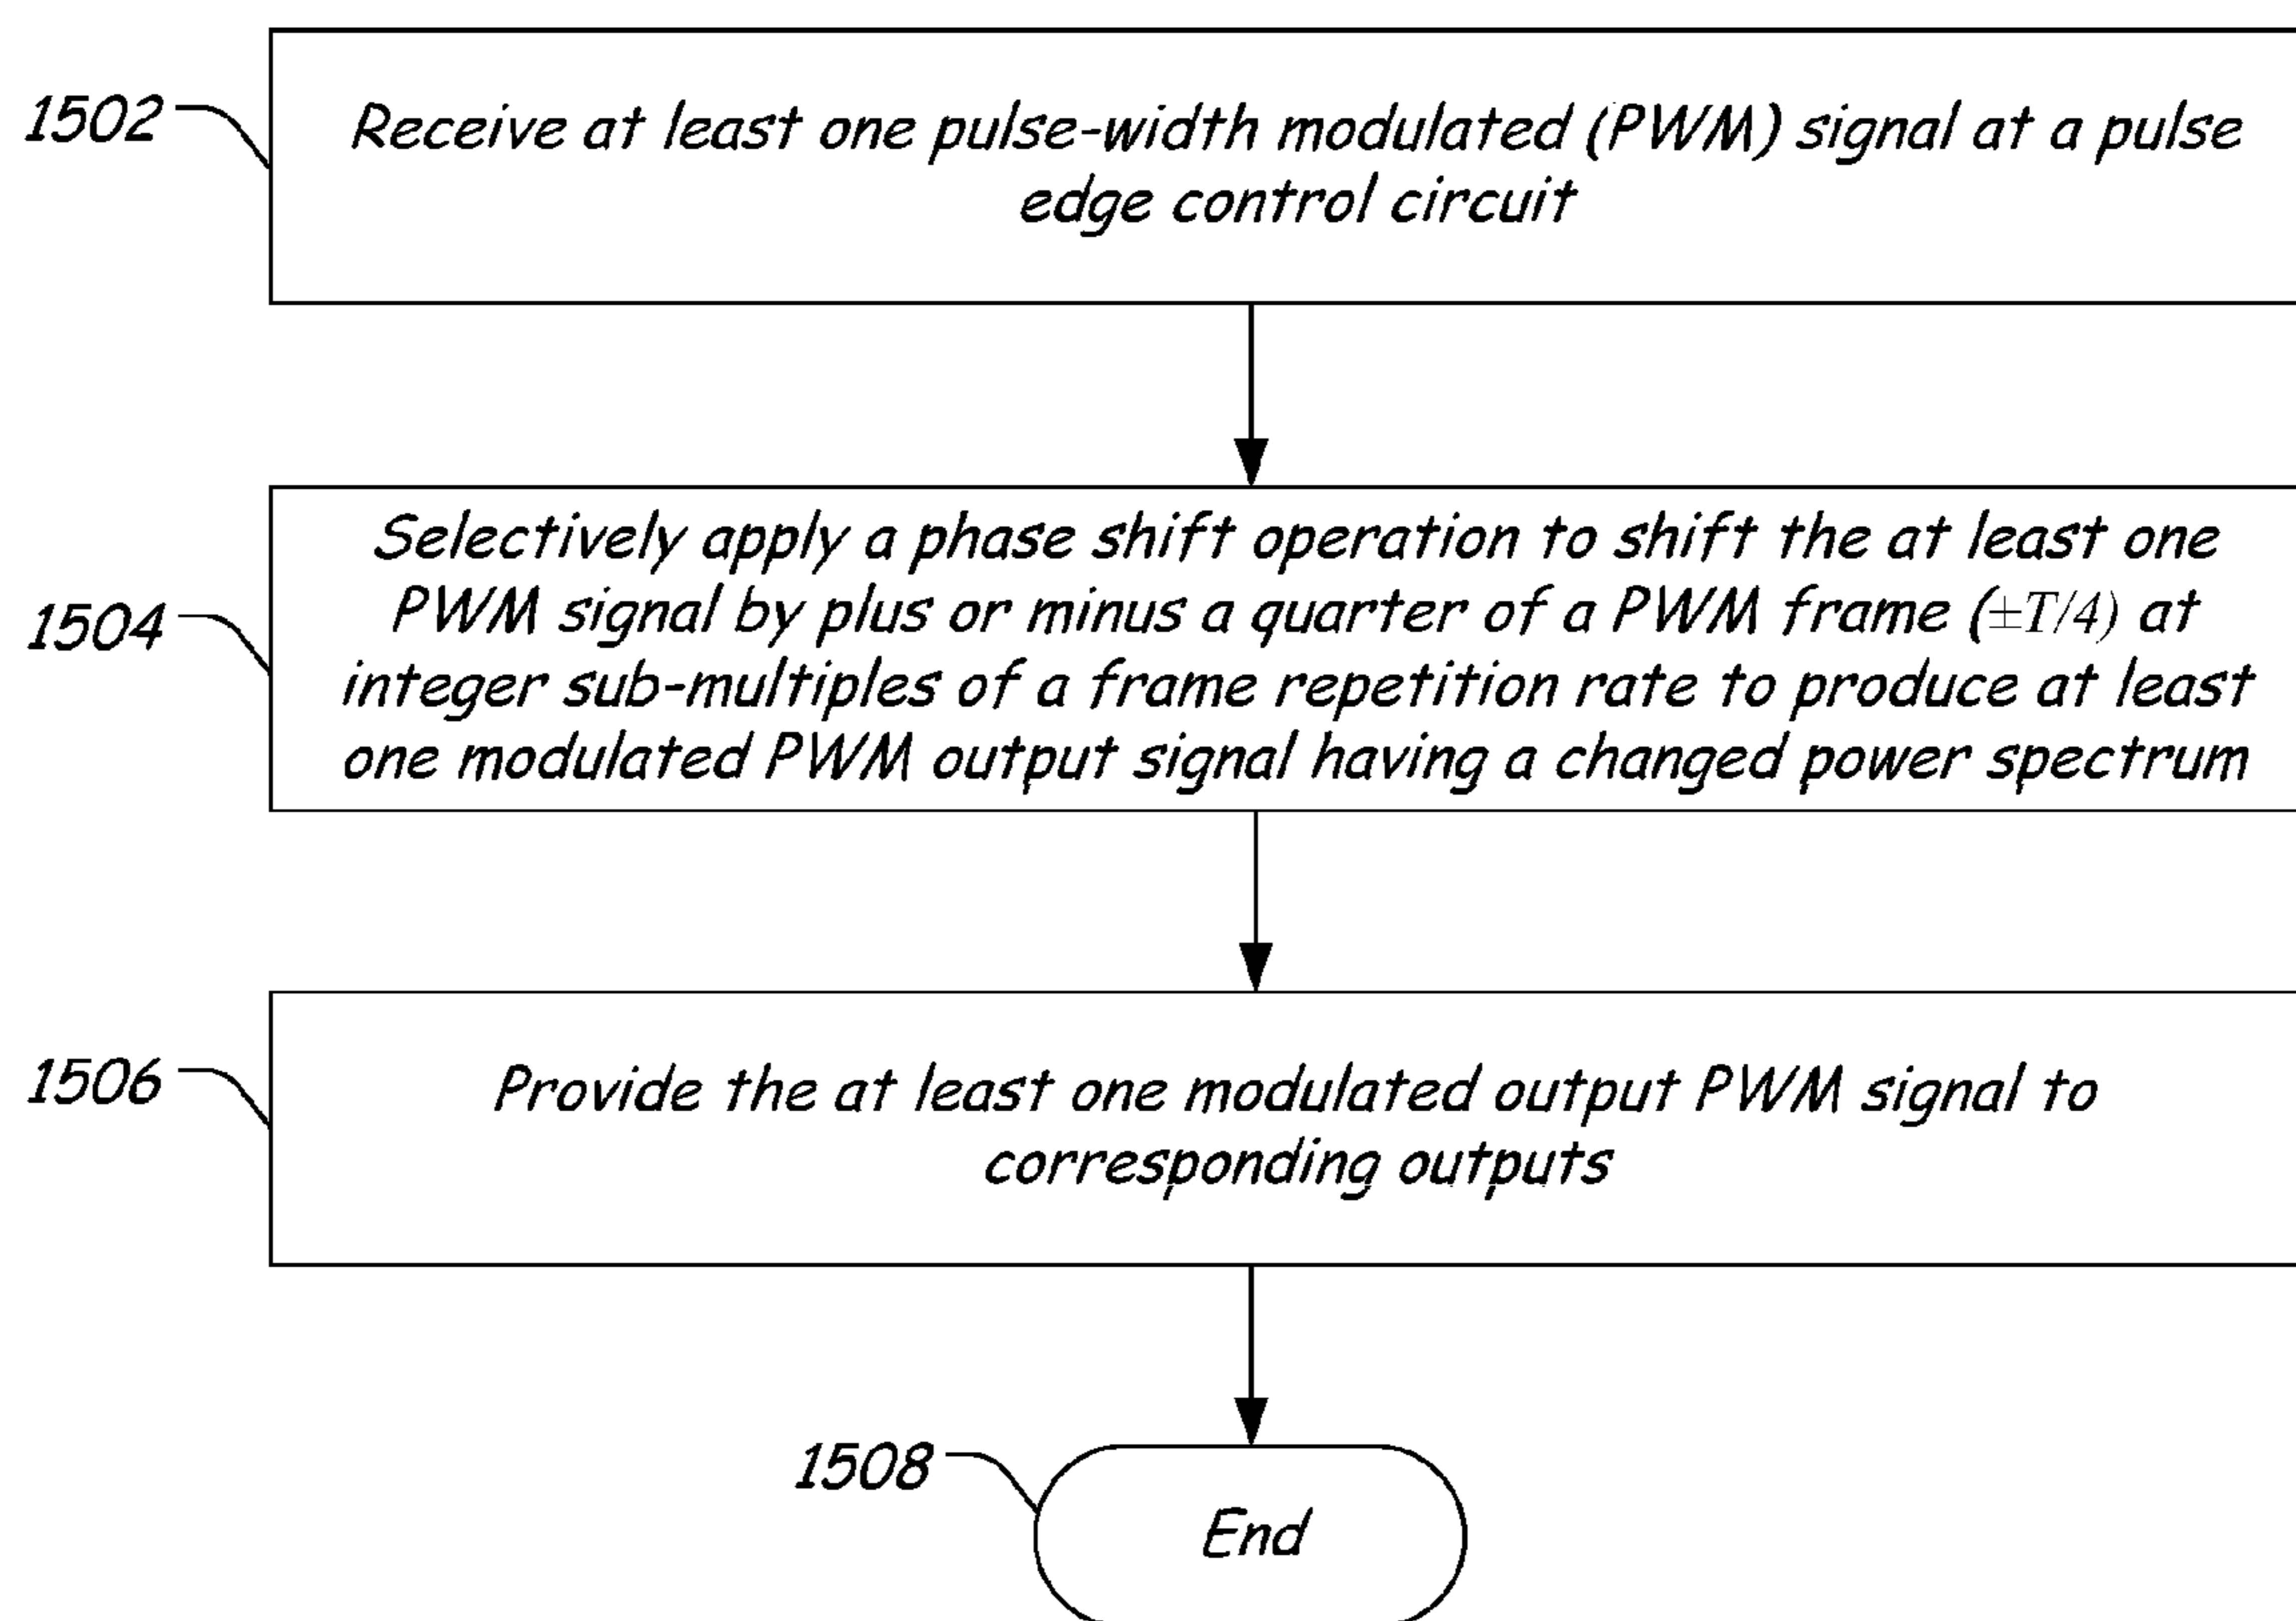 1502
Receive at least one pulse-width modulated (PWM) signal at a pulse
edge control circuit
1504
Selectively apply a phase shift operation to shift the at least one
PWM signal by plus or minus a quarter of a PWM frame (±T/4) at
integer sub-multiples of a frame repetition rate to produce at least
one modulated PWM output signal having a changed power spectrum
1506
Provide the at least one modulated output PWM signal to
corresponding outputs
1508
End